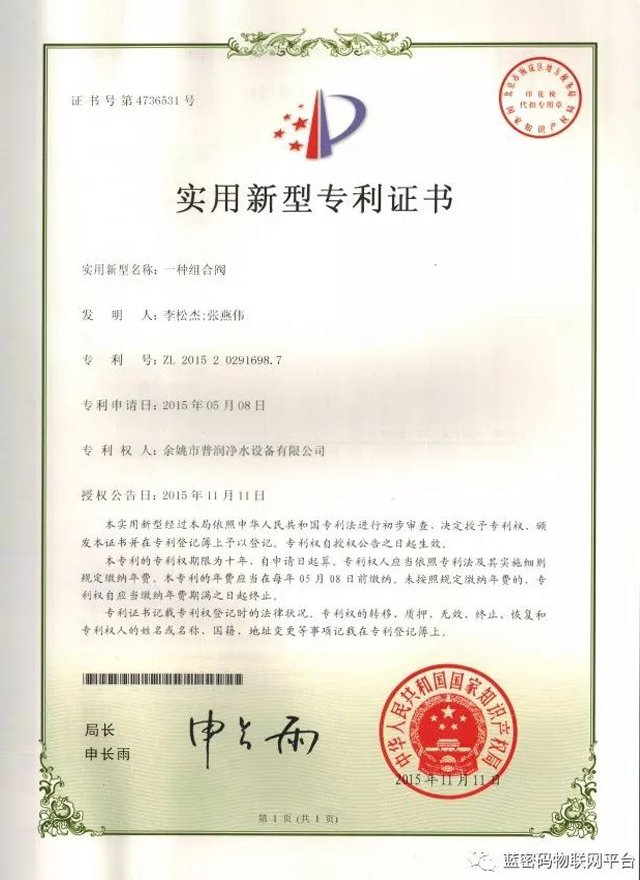 证书号第4736531号
北京市海淀区地方税务局
印花税
代扣专用章
国家知识产权局
实用新型专利证书
实用新型名称：一种组合阀
发明人：李松杰;张燕伟
专利号：ZL 2015 2 0291698.7
专利申请日：2015年05月08日
专利权人：余姚市普润净水设备有限公司
授权公告日：2015年11月11日
本实用新型经过本局依照中华人民共和国专利法进行初步审查，决定授予专利权，颁
发本证书并在专利登记簿上予以登记。专利权自授权公告之日起生效。
本专利的专利权期限为十年，自申请日起算。专利权人应当依照专利法及其实施细则
规定缴纳年费。本专利的年费应当在每年05月08日前缴纳。未按照规定缴纳年费的，专
利权自应当缴纳年费期满之日起终止。
专利证书记载专利权登记时的法律状况。专利权的转移、质押、无效、终止、恢复和
专利权人的姓名或名称、国籍、地址变更等事项记载在专利登记簿上。
局长
申长雨
申长雨
中华人民共和国国家知识产权局
2015年11月11日
第1页（共1页）
蓝密码物联网平台